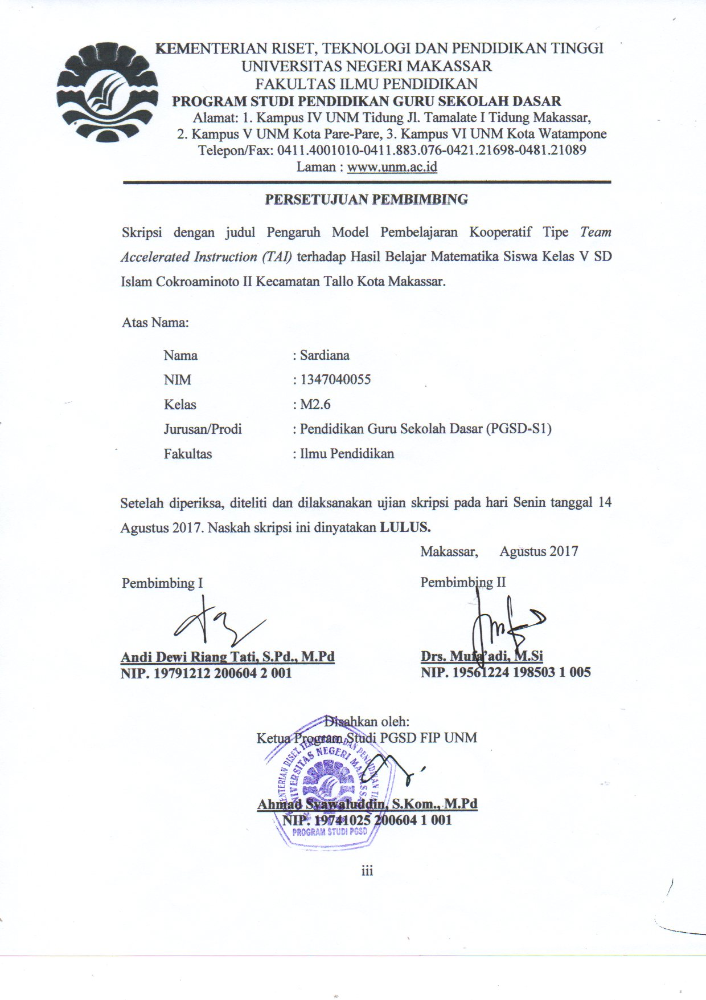 KEMENTERIAN RISET, TEKNOLOGI DAN PENDIDIKAN TINGGI
UNIVERSITAS NEGERI MAKASSAR
FAKULTAS ILMU PENDIDIKAN
PROGRAM STUDI PENDIDIKAN GURU SEKOLAH DASAR
Alamat: 1. Kampus IV UNM Tidung Jl. Tamalate I Tidung Makassar,
2. Kampus V UNM Kota Pare-Pare, 3. Kampus VI UNM Kota Watampone
Telepon/Fax: 0411.4001010-0411.883.076-0421.21698-0481.21089
Laman : www.unm.ac.id
PERSETUJUAN PEMBIMBING
Skripsi dengan judul Pengaruh Model Pembelajaran Kooperatif Tipe Team
Accelerated Instruction (TAI) terhadap Hasil Belajar Matematika Siswa Kelas V SD
Islam Cokroaminoto II Kecamatan Tallo Kota Makassar.
Atas Nama:
Nama : Sardiana
NIM : 1347040055
Kelas : M2.6
Jurusan/Prodi : Pendidikan Guru Sekolah Dasar (PGSD-S1)
Fakultas : Ilmu Pendidikan
Setelah diperiksa, diteliti dan dilaksanakan ujian skripsi pada hari Senin tanggal 14
Agustus 2017. Naskah skripsi ini dinyatakan LULUS.
Makassar, Agustus 2017
Pembimbing I Pembimbing II
Andi Dewi Riang Tati, S.Pd., M.Pd Drs. Mufa'adi, M.Si
NIP. 19791212 200604 2 001 NIP. 19561224 198503 1 005
Disahkan oleh:
Ketua Program Studi PGSD FIP UNM
UNIVERSITAS NEGERI MAKASSAR
Ahmad Syawaluddin, S.Kom., M.Pd
NIP. 19741025 200604 1 001
PROGRAM STUDI PGSD
iii